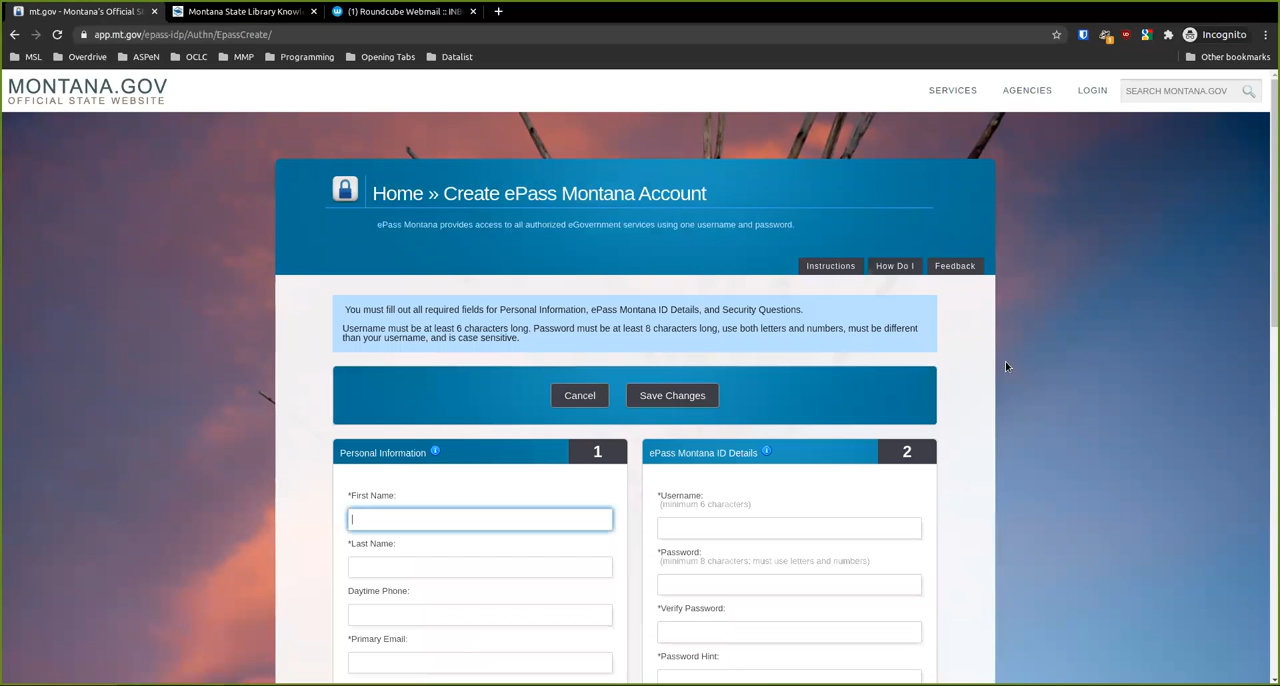 mt.gov - Montana's Official S
Montana State Library Knowl
(1) Roundcube Webmail :: INB
app.mt.gov/epass-idp/Authn/EpassCreate/
Incognito
MSL
Overdrive
ASPeN
OCLC
MMP
Programming
Opening Tabs
Datalist
Other bookmarks
MONTANA.GOV
OFFICIAL STATE WEBSITE
SERVICES
AGENCIES
LOGIN
SEARCH MONTANA.GOV
Home » Create ePass Montana Account
ePass Montana provides access to all authorized eGovernment services using one username and password.
Instructions
How Do I
Feedback
You must fill out all required fields for Personal Information, ePass Montana ID Details, and Security Questions.
Username must be at least 6 characters long. Password must be at least 8 characters long, use both letters and numbers, must be different
than your username, and is case sensitive.
Cancel
Save Changes
Personal Information
1
*First Name:
*Last Name:
Daytime Phone:
*Primary Email:
ePass Montana ID Details
2
*Username:
(minimum 6 characters)
*Password:
(minimum 8 characters; must use letters and numbers)
*Verify Password:
*Password Hint: